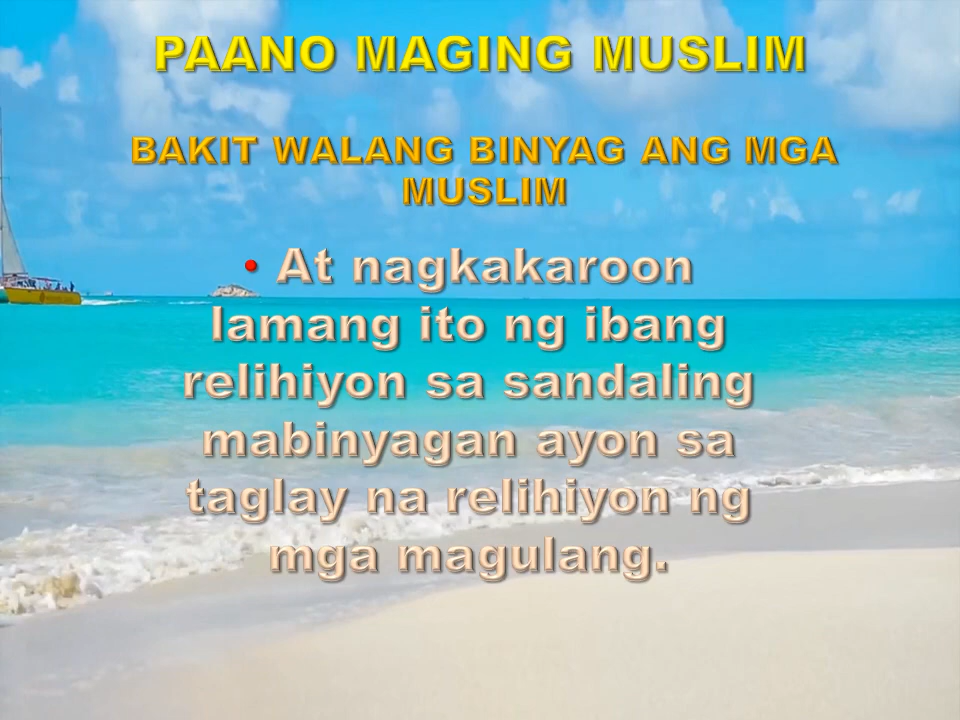 PAANO MAGING MUSLIM
BAKIT WALANG BINYAG ANG MGA
MUSLIM
• At nagkakaroon
lamang ito ng ibang
relihiyon sa sandaling
mabinyagan ayon sa
taglay na relihiyon ng
mga magulang.